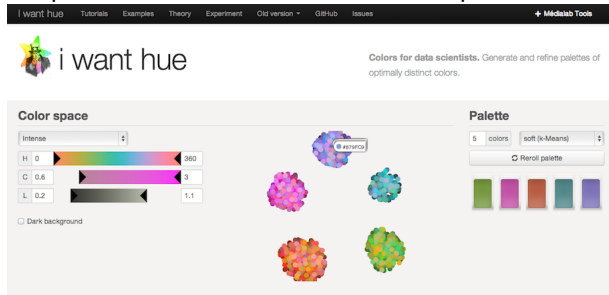 i want hue Tutorials Examples Theory Experiment Old version GitHub Issues + Médialab Tools
i want hue
Colors for data scientists. Generate and refine palettes of
optimally distinct colors.
Color space
Intense
H 0 360
C 0.6 3
L 0.2 1.1
Dark background
Palette
5 colors soft (k-Means)
Reroll palette